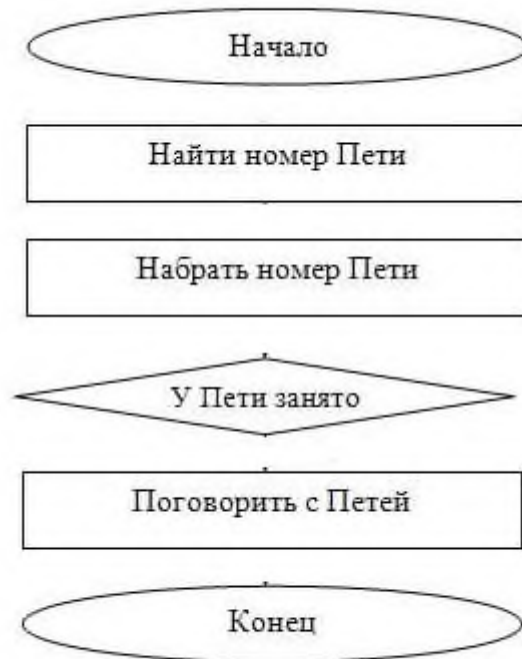 Начало
Найти номер Пети
Набрать номер Пети
У Пети занято
Поговорить с Петей
Конец